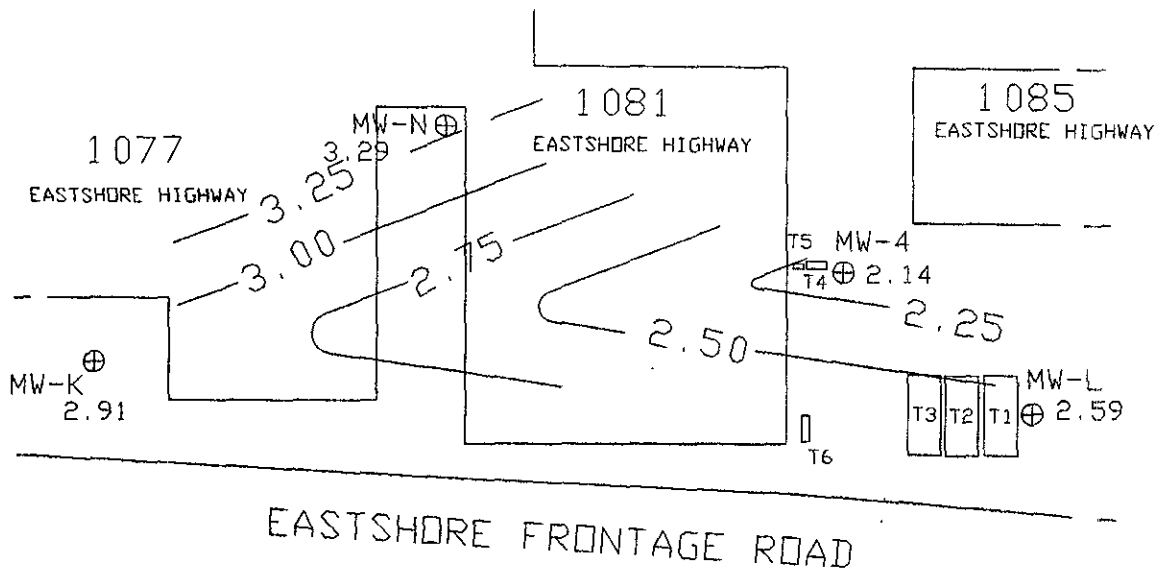 1077
EASTSHORE HIGHWAY
1081
EASTSHORE HIGHWAY
1085
EASTSHORE HIGHWAY
MW-N
3.29
3.25
3.00
2.75
2.50
2.25
T5
T4
MW-4
2.14
MW-K
2.91
T3
T2
T1
MW-L
2.59
T6
EASTSHORE FRONTAGE ROAD